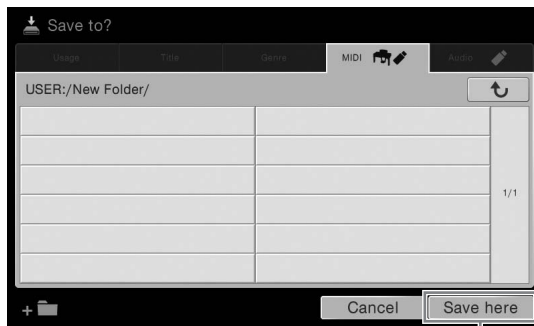 Save to?
Usage Title Genre MIDI Audio
USER:/New Folder/
1/1
+
Cancel Save here